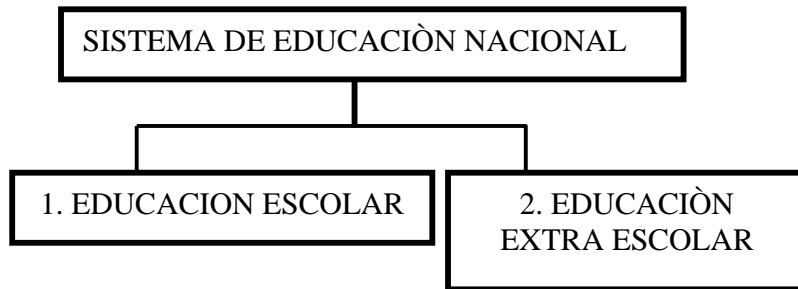 SISTEMA DE EDUCACIÒN NACIONAL
1. EDUCACION ESCOLAR
2. EDUCACIÒN
EXTRA ESCOLAR